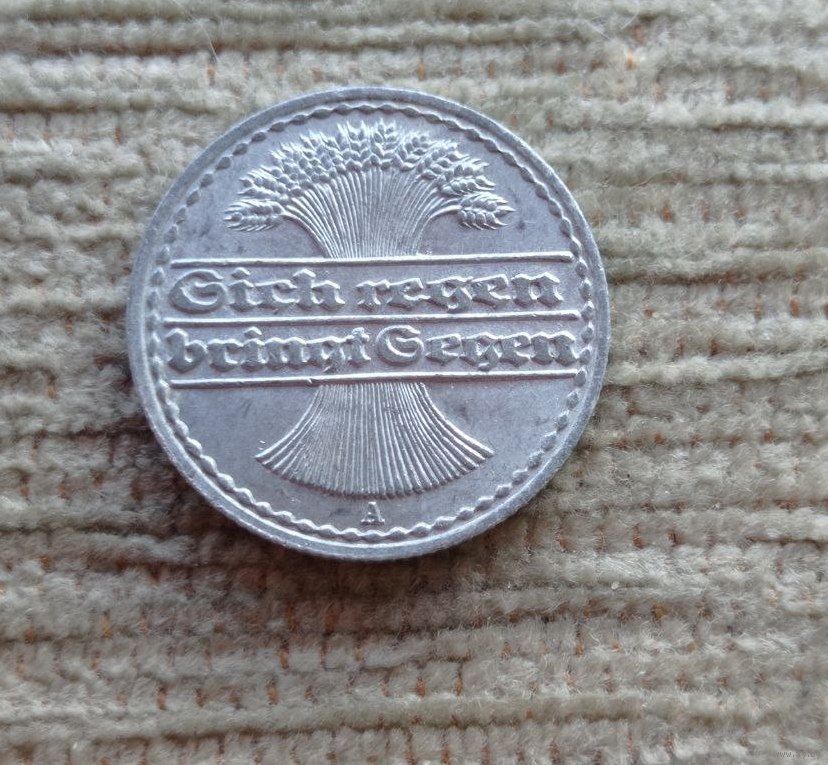 Sich regen
bringt Segen.
A